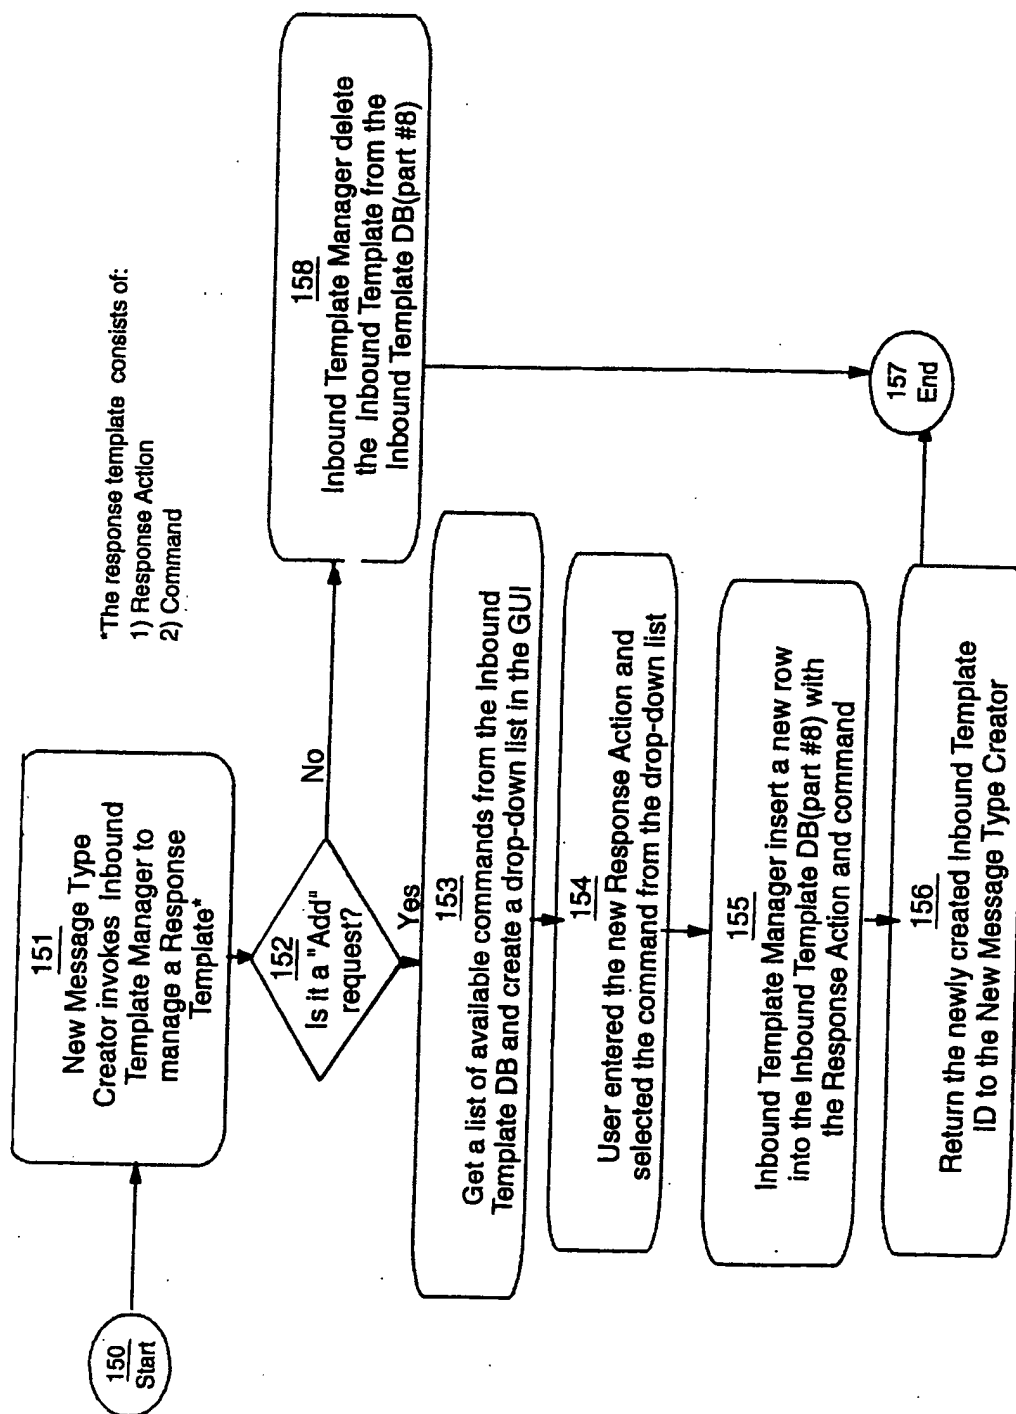 150
Start
151
New Message Type
Creator invokes Inbound
Template Manager to
manage a Response
Template*
*The response template consists of:
1) Response Action
2) Command
152
Is it a "Add"
request?
No
Yes
158
Inbound Template Manager delete
the Inbound Template from the
Inbound Template DB(part #8)
153
Get a list of available commands from the Inbound
Template DB and create a drop-down list in the GUI
154
User entered the new Response Action and
selected the command from the drop-down list
155
Inbound Template Manager insert a new row
into the Inbound Template DB(part #8) with
the Response Action and command
156
Return the newly created Inbound Template
ID to the New Message Type Creator
157
End